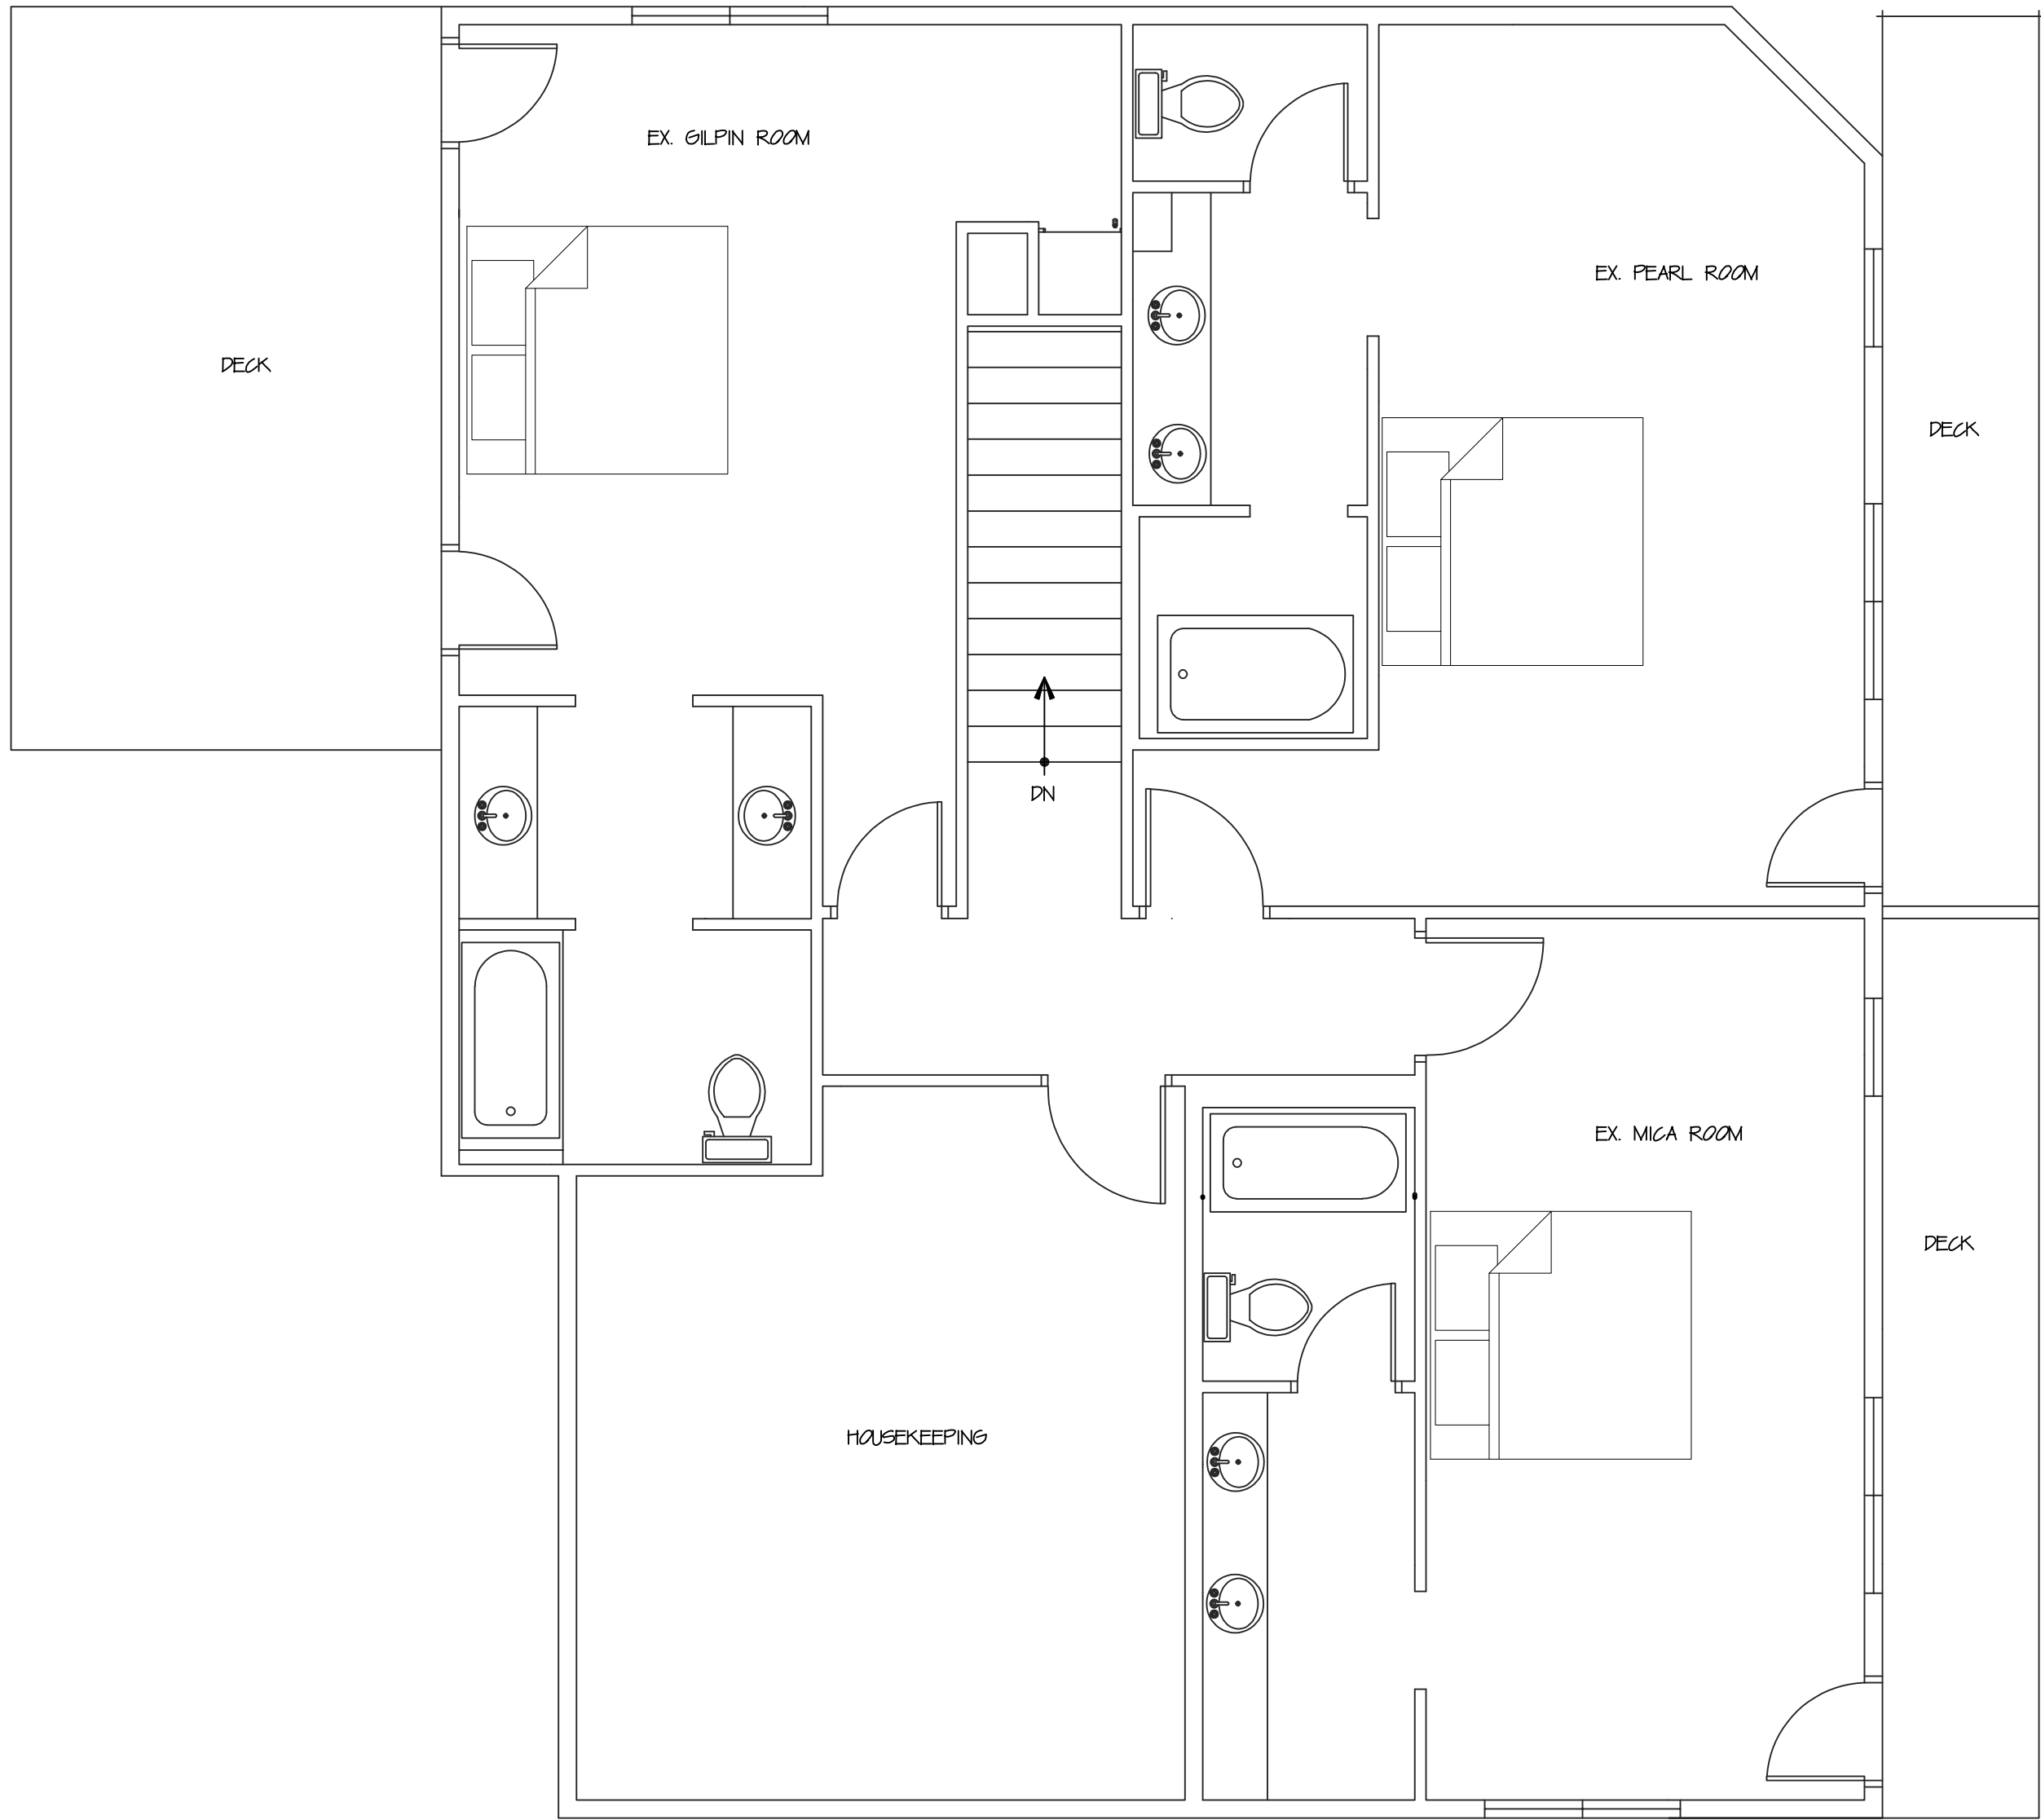 EX. GILPIN ROOM
EX. PEARL ROOM
DECK
DECK
DN
EX. MICA ROOM
DECK
HOUSEKEEPING